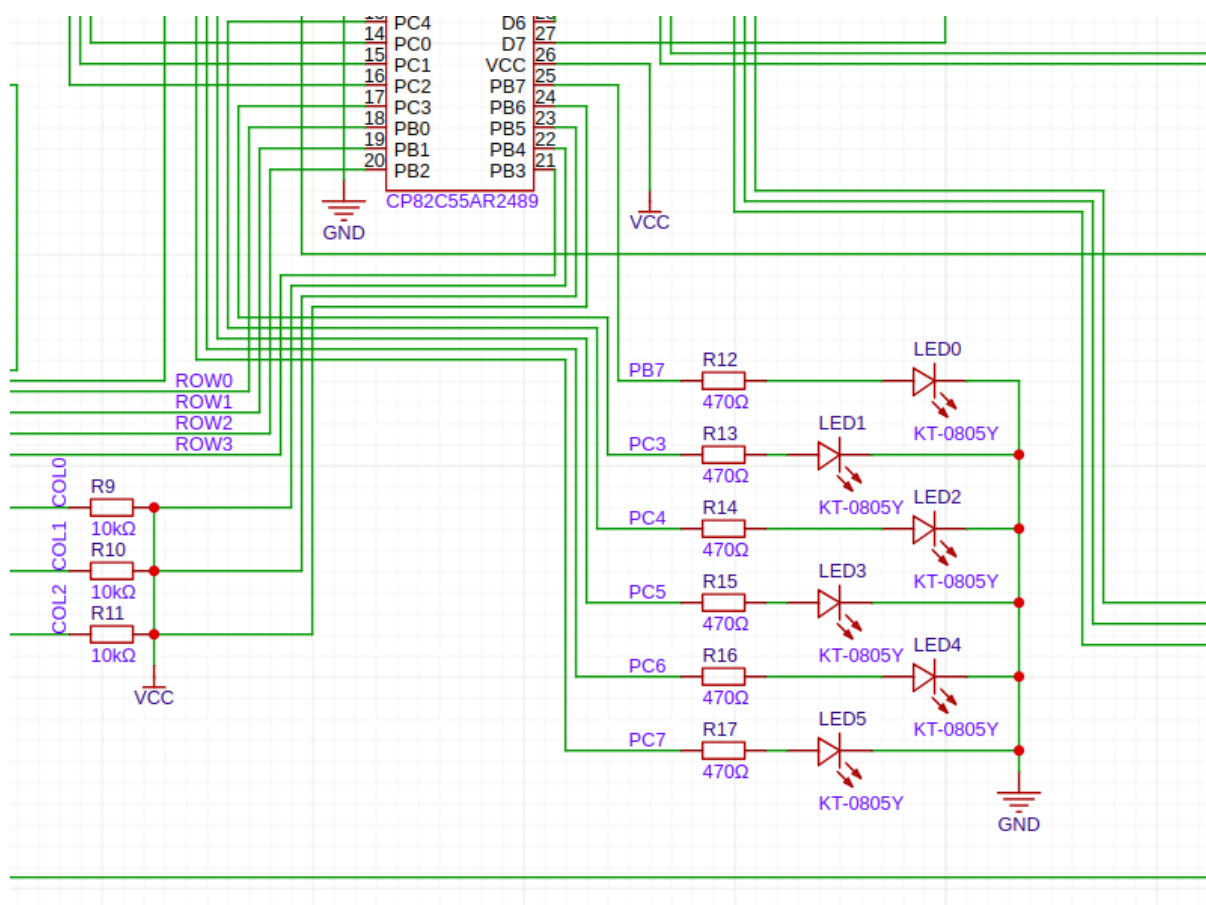 PC4 D6
14 PC0 D7 27
15 PC1 VCC 26
16 PC2 PB7 25
17 PC3 PB6 24
18 PB0 PB5 23
19 PB1 PB4 22
20 PB2 PB3 21
CP82C55AR2489
GND
VCC
ROW0
ROW1
ROW2
ROW3
COL0
R9
10kΩ
COL1
R10
10kΩ
COL2
R11
10kΩ
VCC
PB7
R12
470Ω
LED0
KT-0805Y
PC3
R13
470Ω
LED1
KT-0805Y
PC4
R14
470Ω
LED2
KT-0805Y
PC5
R15
470Ω
LED3
KT-0805Y
PC6
R16
470Ω
LED4
KT-0805Y
PC7
R17
470Ω
LED5
KT-0805Y
GND